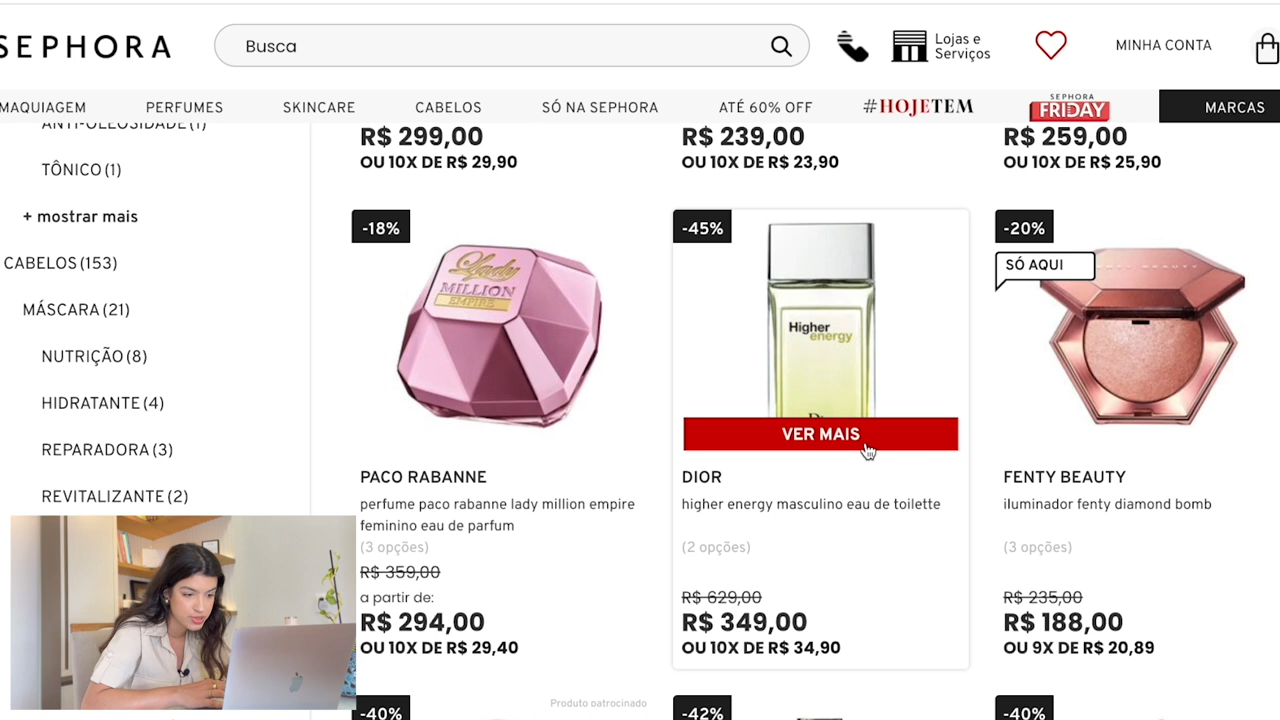 SEPHORA
Busca
Lojas e
Serviços
MINHA CONTA
MAQUIAGEM
PERFUMES
SKINCARE
CABELOS
SÓ NA SEPHORA
ATÉ 60% OFF
#HOJETEM
SEPHORA
FRIDAY
MARCAS
ANTI-OLEOSIDADE (1)
TÔNICO (1)
+ mostrar mais
CABELOS (153)
MÁSCARA (21)
NUTRIÇÃO (8)
HIDRATANTE (4)
REPARADORA (3)
REVITALIZANTE (2)
R$ 299,00
OU 10X DE R$ 29,90
R$ 239,00
OU 10X DE R$ 23,90
R$ 259,00
OU 10X DE R$ 25,90
-18%
Lady
MILLION
EMPIRE
PACO RABANNE
perfume paco rabanne lady million empire
feminino eau de parfum
(3 opções)
R$ 359,00
a partir de:
R$ 294,00
OU 10X DE R$ 29,40
-45%
Higher
energy
VER MAIS
DIOR
higher energy masculino eau de toilette
(2 opções)
R$ 629,00
R$ 349,00
OU 10X DE R$ 34,90
-20%
SÓ AQUI
FENTY BEAUTY
iluminador fenty diamond bomb
(3 opções)
R$ 235,00
R$ 188,00
OU 9X DE R$ 20,89
Produto patrocinado
-40%
-42%
-40%